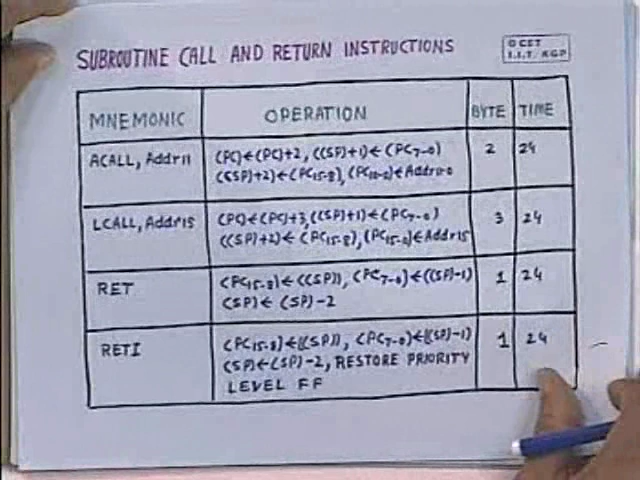 SUBROUTINE CALL AND RETURN INSTRUCTIONS
© CET
I.I.T. KGP
MNEMONIC OPERATION BYTE TIME
ACALL, Addr11 (PC)←(PC)+2, ((SP)+1)←(PC7-0) 2 24
((SP)+2)←(PC15-8), (PC10-0)←Addr11-0
LCALL, Addr15 (PC)←(PC)+3, ((SP)+1)←(PC7-0) 3 24
((SP)+2)←(PC15-8), (PC15-0)←Addr15
RET (PC15-8)←((SP)), (PC7-0)←((SP)-1) 1 24
(SP)←(SP)-2
RETI (PC15-8)←((SP)), (PC7-0)←((SP)-1) 1 24
(SP)←(SP)-2, RESTORE PRIORITY
LEVEL FF